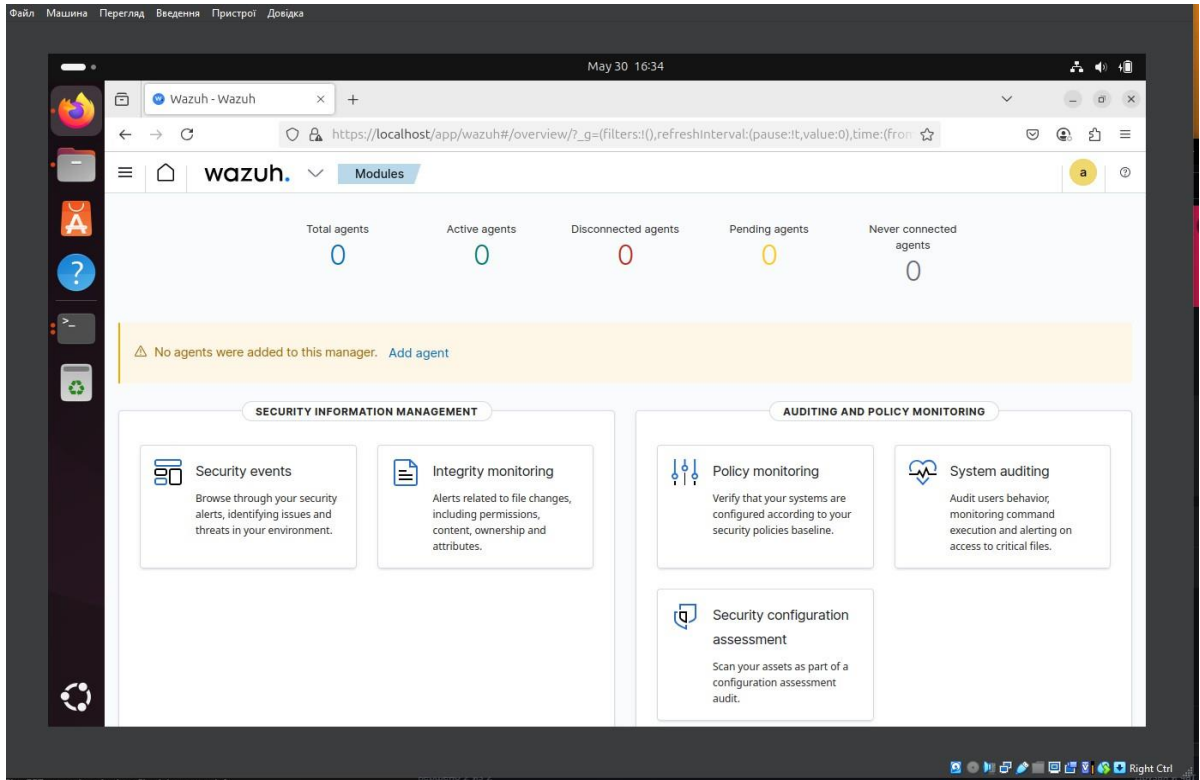 Файл Машина Перегляд Введення Пристрої Довідка
May 30 16:34
Wazuh - Wazuh
https://localhost/app/wazuh#/overview/?_g=(filters:!(),refreshInterval:(pause:!t,value:0),time:(from
wazuh. Modules a
Total agents
0
Active agents
0
Disconnected agents
0
Pending agents
0
Never connected
agents
0
No agents were added to this manager. Add agent
SECURITY INFORMATION MANAGEMENT
Security events
Browse through your security
alerts, identifying issues and
threats in your environment.
Integrity monitoring
Alerts related to file changes,
including permissions,
content, ownership and
attributes.
AUDITING AND POLICY MONITORING
Policy monitoring
Verify that your systems are
configured according to your
security policies baseline.
System auditing
Audit users behavior,
monitoring command
execution and alerting on
access to critical files.
Security configuration
assessment
Scan your assets as part of a
configuration assessment
audit.
Right Ctrl